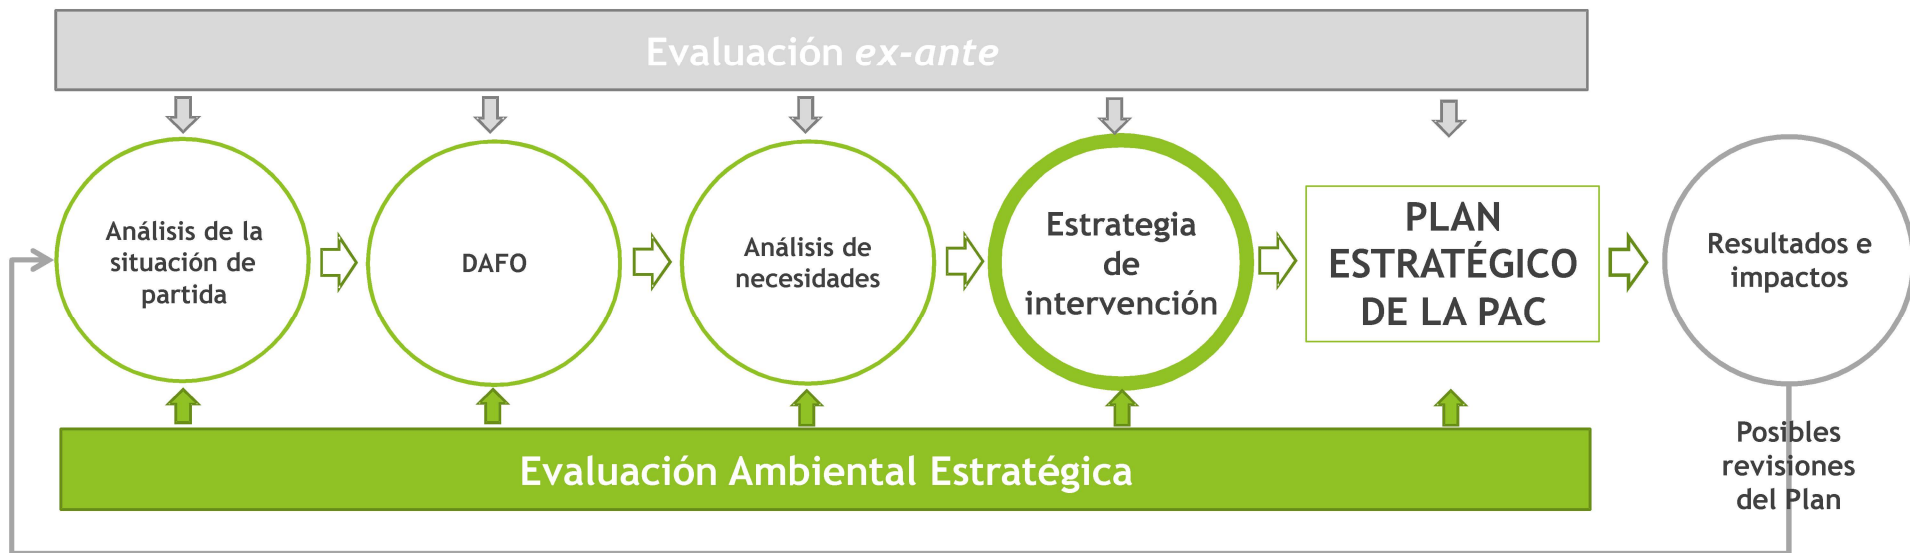 Evaluación ex-ante
Análisis de la
situación de
partida
DAFO
Análisis de
necesidades
Estrategia
de
intervención
PLAN
ESTRATÉGICO
DE LA PAC
Resultados e
impactos
Evaluación Ambiental Estratégica
Posibles
revisiones
del Plan